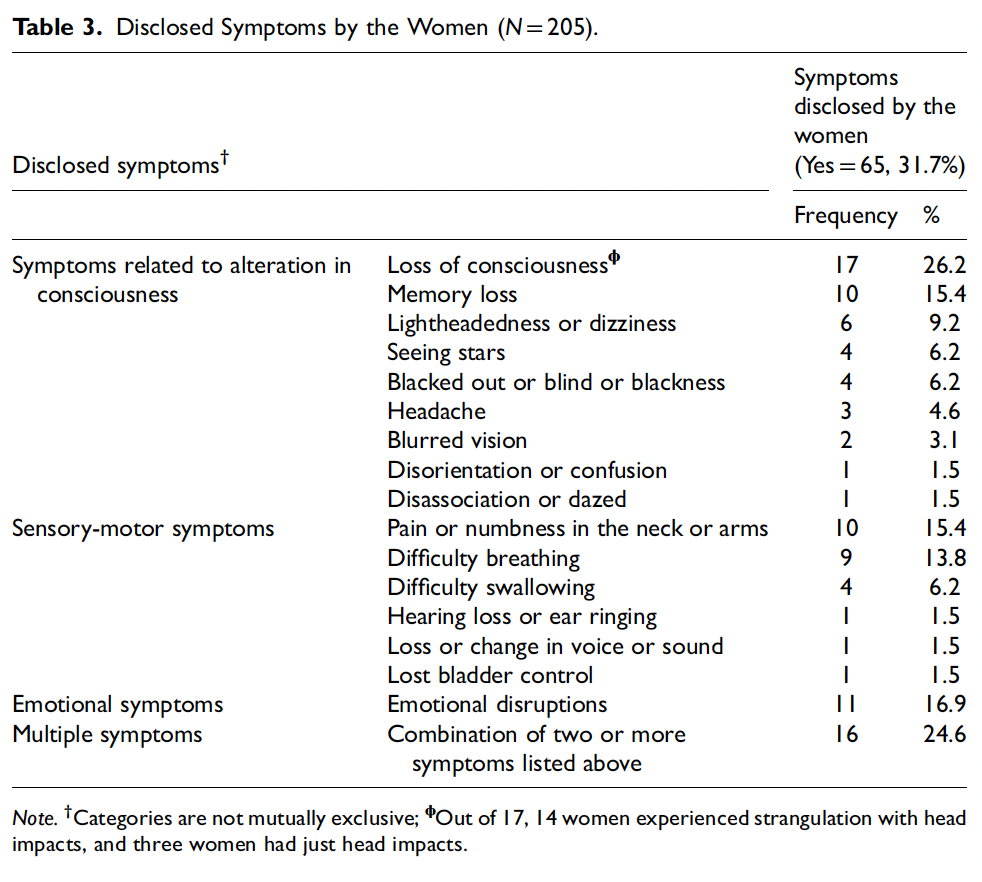 Table 3. Disclosed Symptoms by the Women (N=205).
Symptoms
disclosed by the
women
Disclosed symptoms† (Yes=65, 31.7%)
Frequency %
Symptoms related to alteration in Loss of consciousnessΦ 17 26.2
consciousness Memory loss 10 15.4
Lightheadedness or dizziness 6 9.2
Seeing stars 4 6.2
Blacked out or blind or blackness 4 6.2
Headache 3 4.6
Blurred vision 2 3.1
Disorientation or confusion 1 1.5
Disassociation or dazed 1 1.5
Sensory-motor symptoms Pain or numbness in the neck or arms 10 15.4
Difficulty breathing 9 13.8
Difficulty swallowing 4 6.2
Hearing loss or ear ringing 1 1.5
Loss or change in voice or sound 1 1.5
Lost bladder control 1 1.5
Emotional symptoms Emotional disruptions 11 16.9
Multiple symptoms Combination of two or more 16 24.6
symptoms listed above
Note. †Categories are not mutually exclusive; ΦOut of 17, 14 women experienced strangulation with head
impacts, and three women had just head impacts.